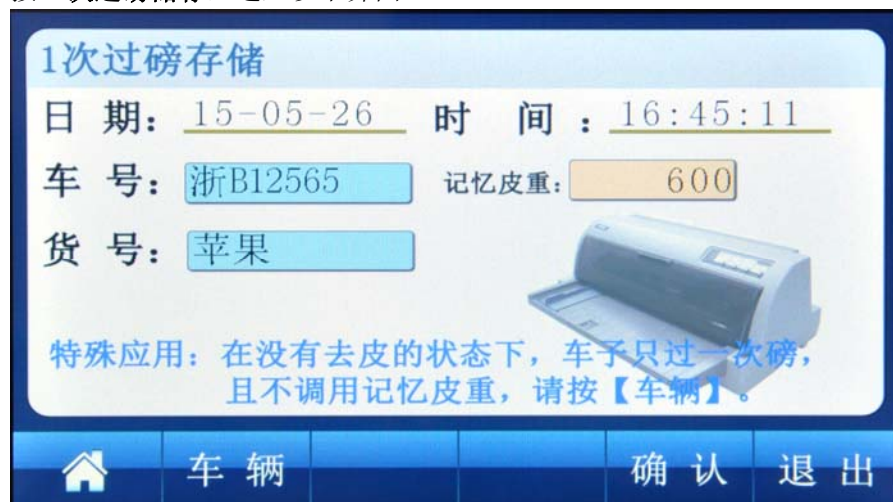 1次过磅存储
日 期: 15-05-26 时 间 : 16:45:11
车 号: 浙B12565 记忆皮重: 600
货 号: 苹果
特殊应用: 在没有去皮的状态下, 车子只过一次磅,
且不调用记忆皮重, 请按【车辆】。
车 辆 确 认 退 出